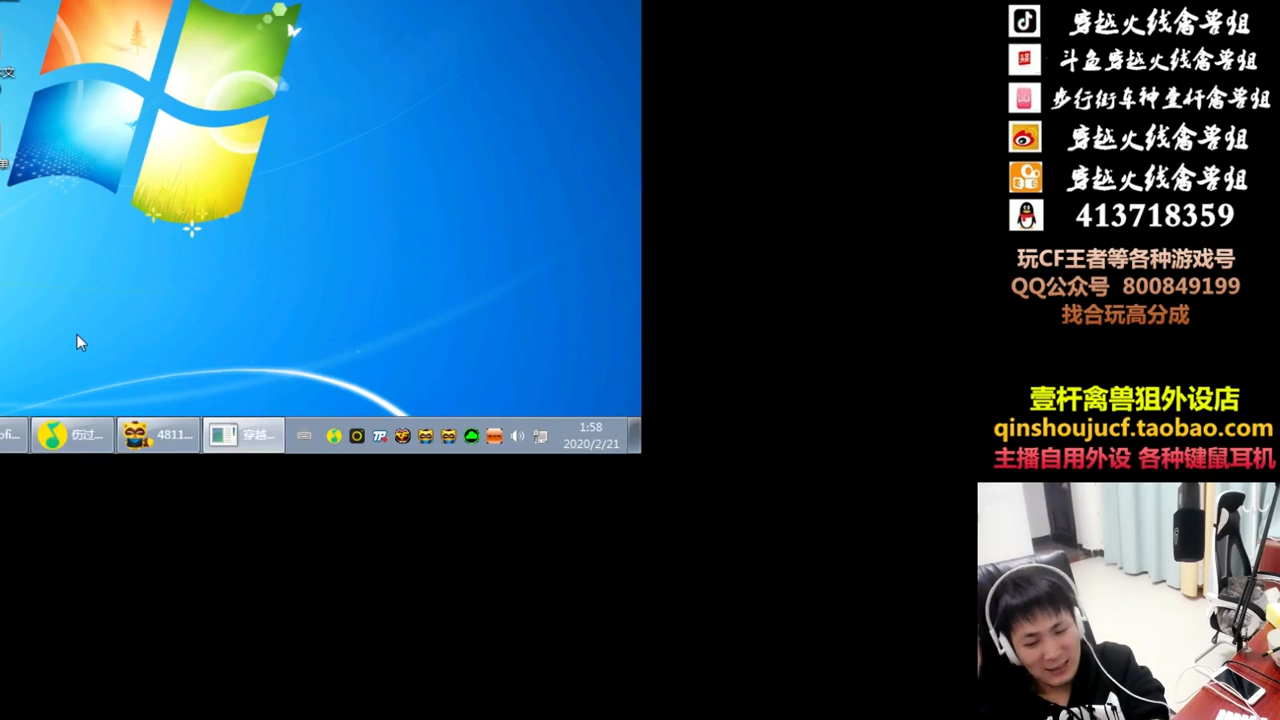 穿越火线禽兽狙
斗鱼穿越火线禽兽狙
步行街车神壹杆禽兽狙
穿越火线禽兽狙
穿越火线禽兽狙
413718359
玩CF王者等各种游戏号
QQ公众号 800849199
找合玩高分成
壹杆禽兽狙外设店
qinshoujucf.taobao.com
主播自用外设 各种键鼠耳机
文
单
ofi...
伤过...
4811...
穿越...
TP
1:58
2020/2/21